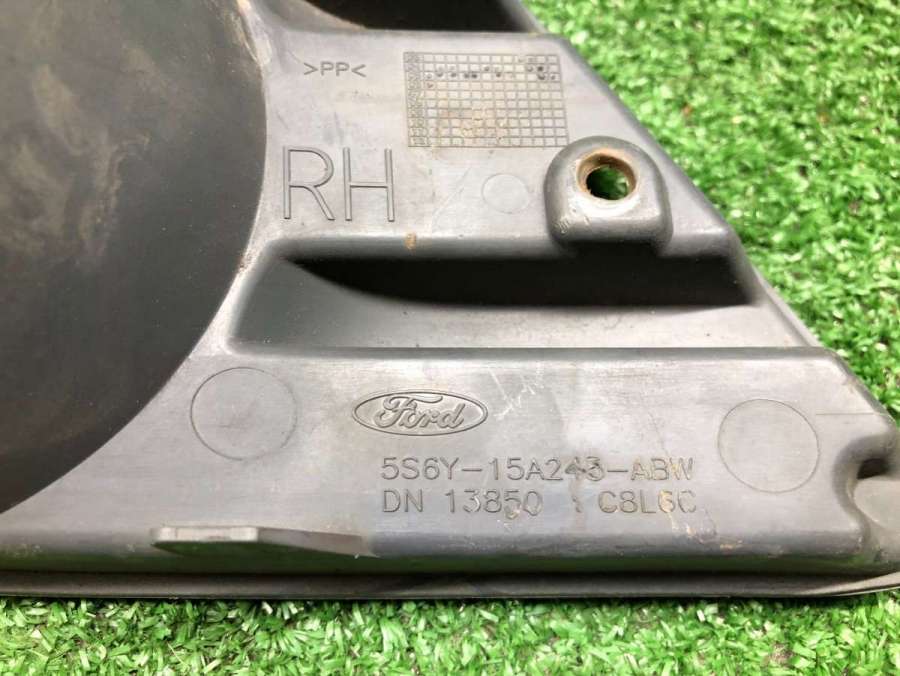 >PP<
RH
Ford
5S6Y-15A243-ABW
DN 13850 C8L6C